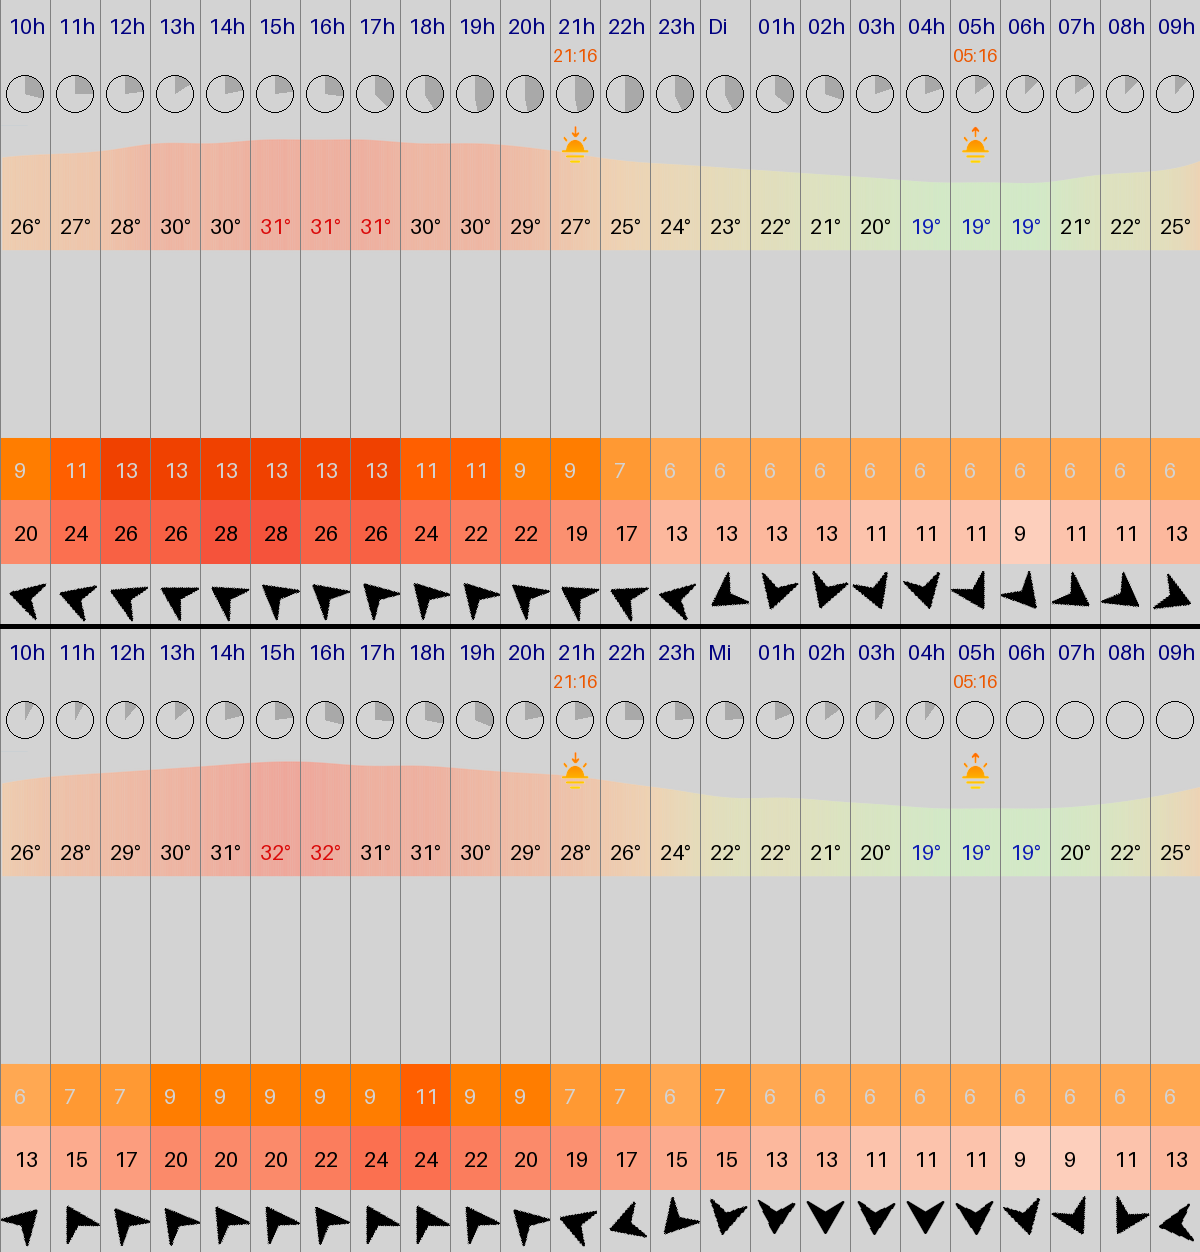 10h 11h 12h 13h 14h 15h 16h 17h 18h 19h 20h 21h 22h 23h Di 01h 02h 03h 04h 05h 06h 07h 08h 09h
21:16 05:16
26° 27° 28° 30° 30° 31° 31° 31° 30° 30° 29° 27° 25° 24° 23° 22° 21° 20° 19° 19° 19° 21° 22° 25°
9 11 13 13 13 13 13 13 11 11 9 9 7 6 6 6 6 6 6 6 6 6 6 6
20 24 26 26 28 28 26 26 24 22 22 19 17 13 13 13 13 11 11 11 9 11 11 13
10h 11h 12h 13h 14h 15h 16h 17h 18h 19h 20h 21h 22h 23h Mi 01h 02h 03h 04h 05h 06h 07h 08h 09h
21:16 05:16
26° 28° 29° 30° 31° 32° 32° 31° 31° 30° 29° 28° 26° 24° 22° 22° 21° 20° 19° 19° 19° 20° 22° 25°
6 7 7 9 9 9 9 9 11 9 9 7 7 6 7 6 6 6 6 6 6 6 6 6
13 15 17 20 20 20 22 24 24 22 20 19 17 15 15 13 13 11 11 11 9 9 11 13